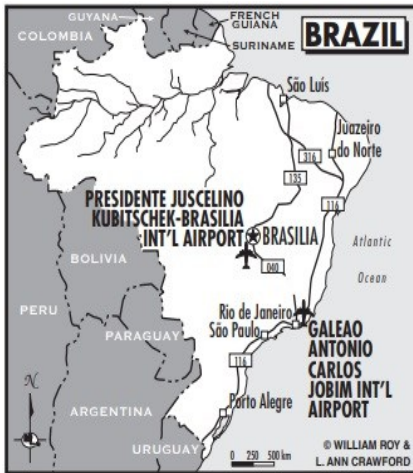 GUYANA
FRENCH
GUIANA
COLOMBIA
SURINAME
BRAZIL
São Luís
Juazeiro
do Norte
316
135
116
PRESIDENTE JUSCELINO
KUBITSCHEK-BRASILIA
INT'L AIRPORT
BRASILIA
040
Atlantic
Ocean
BOLIVIA
PERU
PARAGUAY
Rio de Janeiro
São Paulo
GALEAO
ANTONIO
CARLOS
JOBIM INT'L
AIRPORT
116
N
ARGENTINA
Porto Alegre
URUGUAY
0 250 500 km
© WILLIAM ROY &
L. ANN CRAWFORD